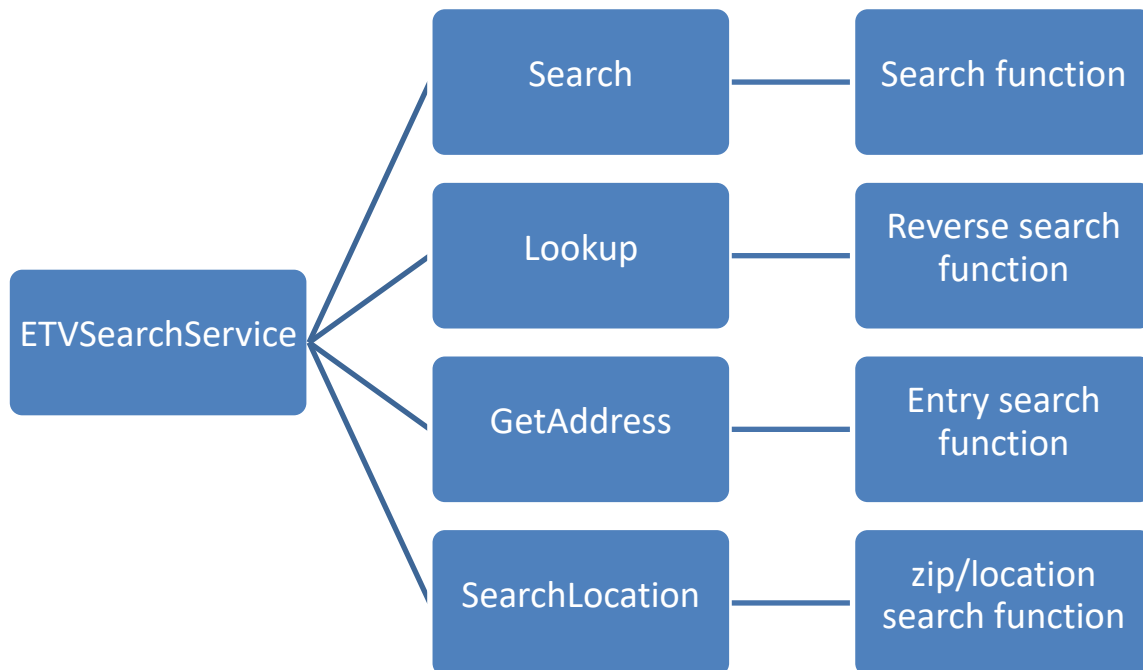 Search
Search function
Lookup
Reverse search
function
ETVSearchService
GetAddress
Entry search
function
SearchLocation
zip/location
search function